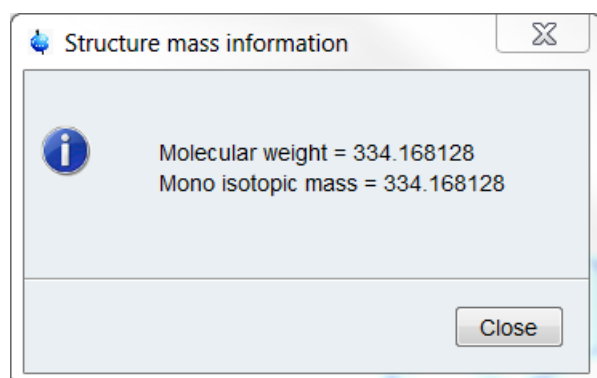 Structure mass information
Molecular weight = 334.168128
Mono isotopic mass = 334.168128
Close